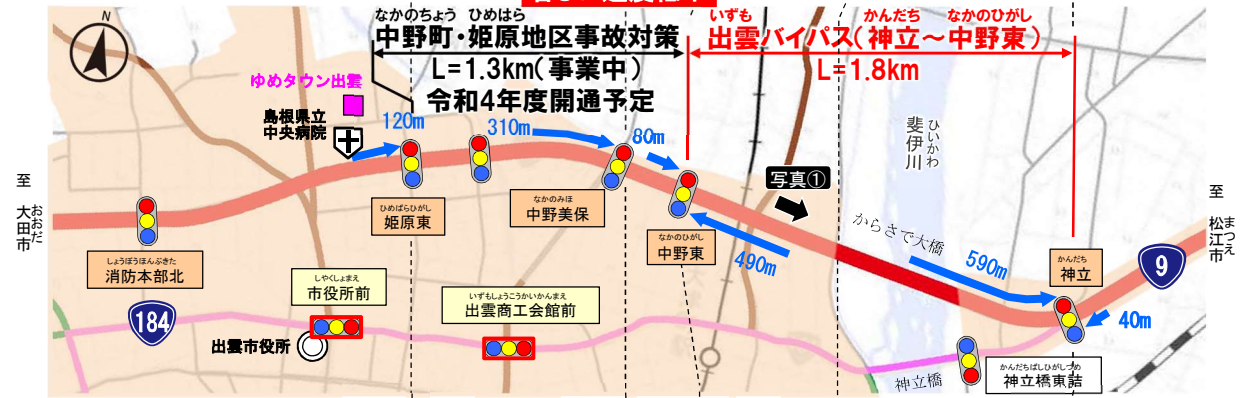 なかのちょう ひめはら
中野町・姫原地区事故対策
L=1.3km(事業中)
令和4年度開通予定
いずも かんだち なかのひがし
出雲バイパス(神立～中野東)
L=1.8km
N
ゆめタウン出雲
島根県立
中央病院
120m
310m
80m
ひいかわ
斐伊川
写真①
至
おおだ
大田市
至
まつえ
松江市
ひめばらひがし
姫原東
なかのみほ
中野美保
なかのひがし
中野東
490m
からさで大橋
590m
かんだち
神立
9
40m
しょうぼうほんぶきた
消防本部北
しやくしょまえ
市役所前
いずもしょうこうかいかんまえ
出雲商工会館前
184
出雲市役所
神立橋
かんだちばしひがしづめ
神立橋東詰